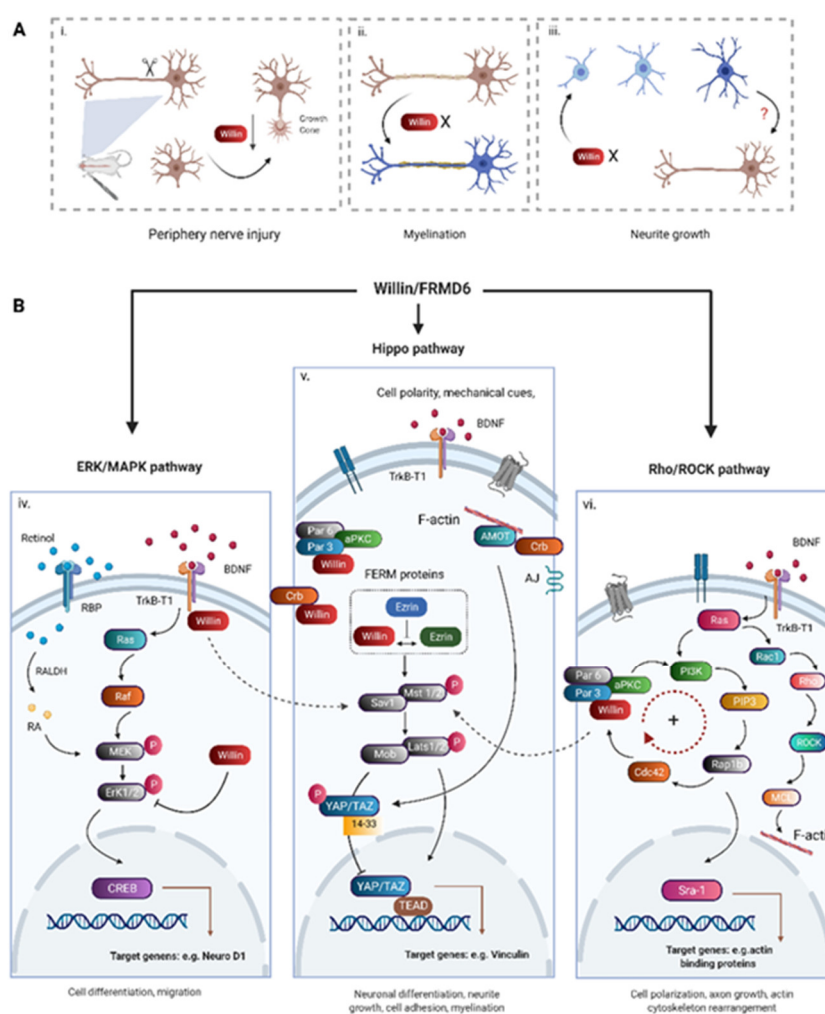 A
i.
Willin
Growth
Cone
Periphery nerve injury
ii.
Willin X
Myelination
iii.
?
Willin X
Neurite growth
B
Willin/FRMD6
Hippo pathway
ERK/MAPK pathway
Rho/ROCK pathway
iv.
Retinol
BDNF
RBP
TrkB-T1
Willin
Ras
RALDH
Raf
RA
MEK
P
Willin
ErK1/2
P
CREB
Target genens: e.g. Neuro D1
Cell differentiation, migration
v.
Cell polarity, mechanical cues,
BDNF
TrkB-T1
F-actin
Par 6
aPKC
Par 3
Willin
AMOT
Crb
AJ
FERM proteins
Crb
Willin
Ezrin
Willin
Ezrin
Mst 1/2
P
Sav1
Lats1/2
P
Mob
P
YAP/TAZ
14-33
YAP/TAZ
TEAD
Target genes: e.g. Vinculin
Neuronal differentiation, neurite
growth, cell adhesion, myelination
vi.
BDNF
TrkB-T1
Ras
Rac1
PI3K
Rho
Par 6
aPKC
Par 3
Willin
PIP3
+
ROCK
Cdc42
Rap1b
F-acti
Sra-1
Target genes: e.g.actin
binding proteins
Cell polarization, axon growth, actin
cytoskeleton rearrangement